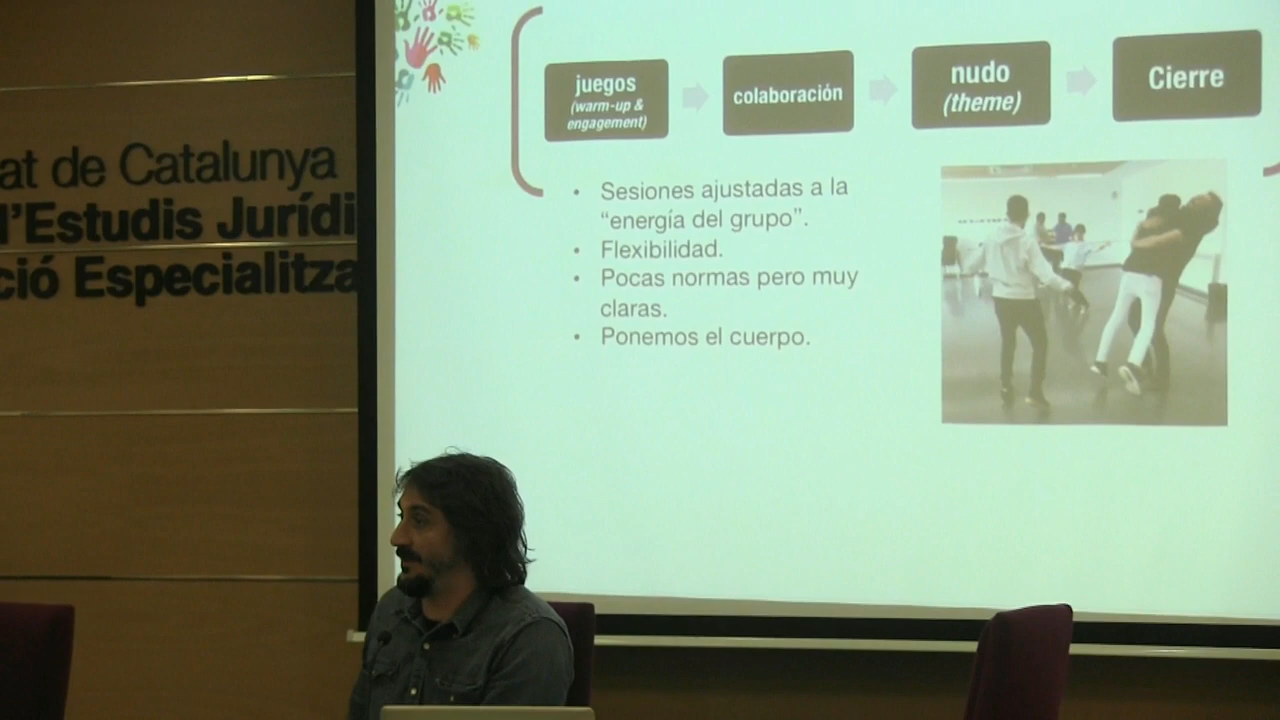 at de Catalunya
d'Estudis Jurídi
ció Especialitza
juegos
(warm-up &
engagement)
colaboración
nudo
(theme)
Cierre
• Sesiones ajustadas a la
“energía del grupo”.
• Flexibilidad.
• Pocas normas pero muy
claras.
• Ponemos el cuerpo.